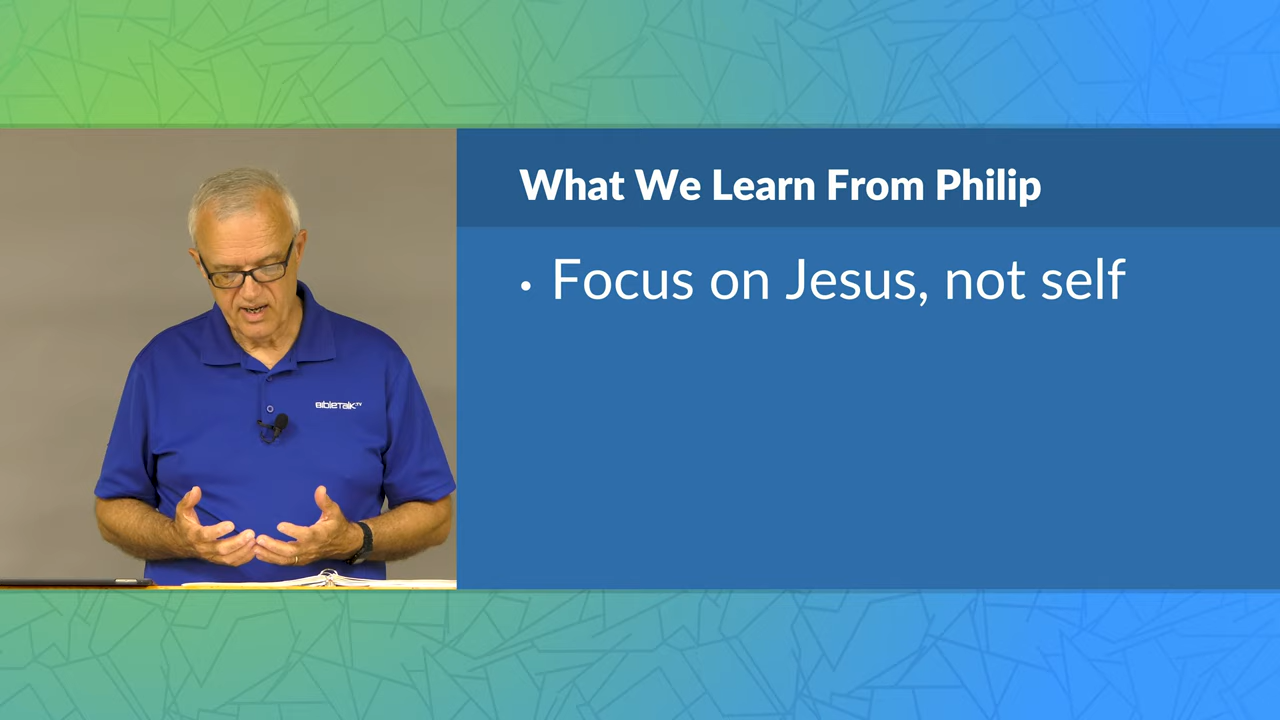 What We Learn From Philip
• Focus on Jesus, not self
BibleTalk TV